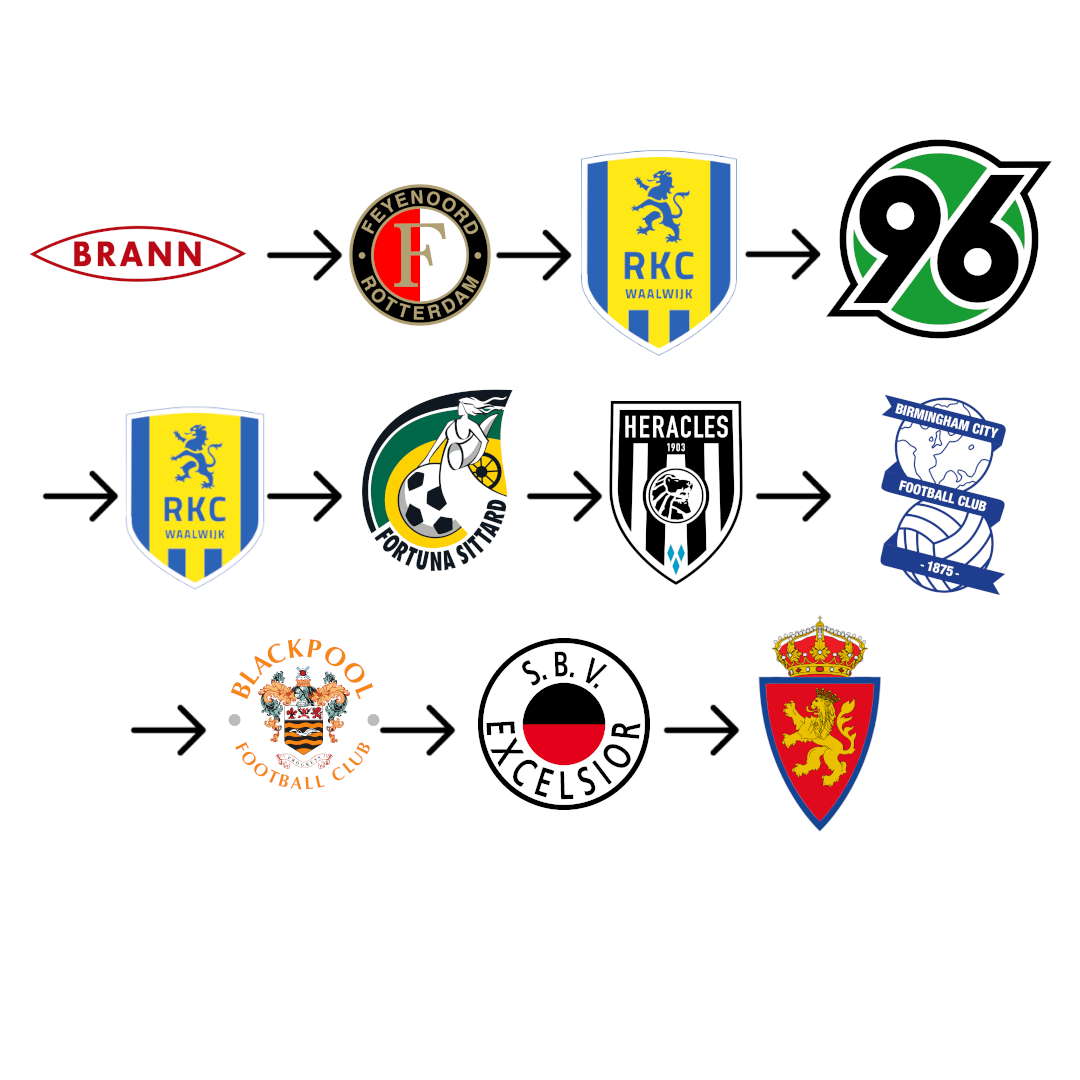 BRANN
FEYENOORD
F
ROTTERDAM
RKC
WAALWIJK
96
RKC
WAALWIJK
FORTUNA SITTARD
HERACLES
1903
BIRMINGHAM CITY
FOOTBALL CLUB
- 1875 -
BLACKPOOL
PROGRESS
FOOTBALL CLUB
S.B.V.
EXCELSIOR